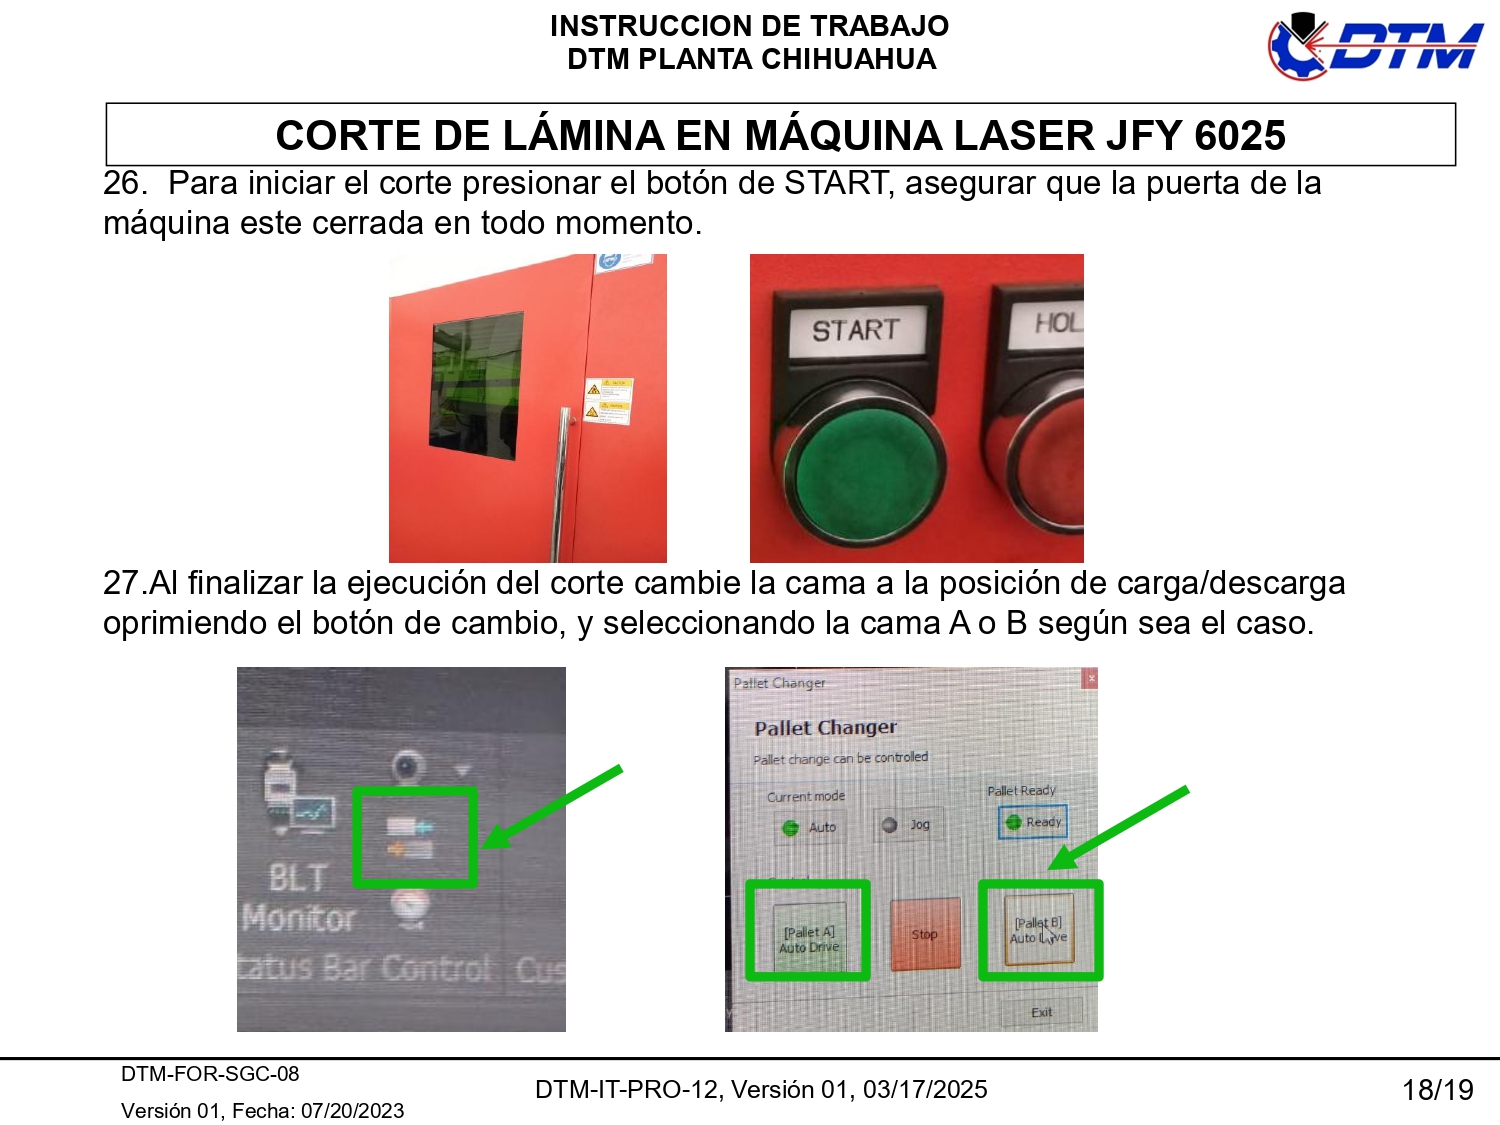 INSTRUCCION DE TRABAJO
DTM PLANTA CHIHUAHUA
DTM
CORTE DE LÁMINA EN MÁQUINA LASER JFY 6025
26. Para iniciar el corte presionar el botón de START, asegurar que la puerta de la
máquina este cerrada en todo momento.
START
HOL
27.Al finalizar la ejecución del corte cambie la cama a la posición de carga/descarga
oprimiendo el botón de cambio, y seleccionando la cama A o B según sea el caso.
BLT
Monitor
tatus Bar Control
Cus
Pallet Changer
Pallet Changer
Pallet change can be controlled
Current mode
Pallet Ready
Auto
Jog
Ready
[Pallet A]
Auto Drive
Stop
[Pallet B]
Auto Drive
Exit
DTM-FOR-SGC-08
Versión 01, Fecha: 07/20/2023
DTM-IT-PRO-12, Versión 01, 03/17/2025
18/19